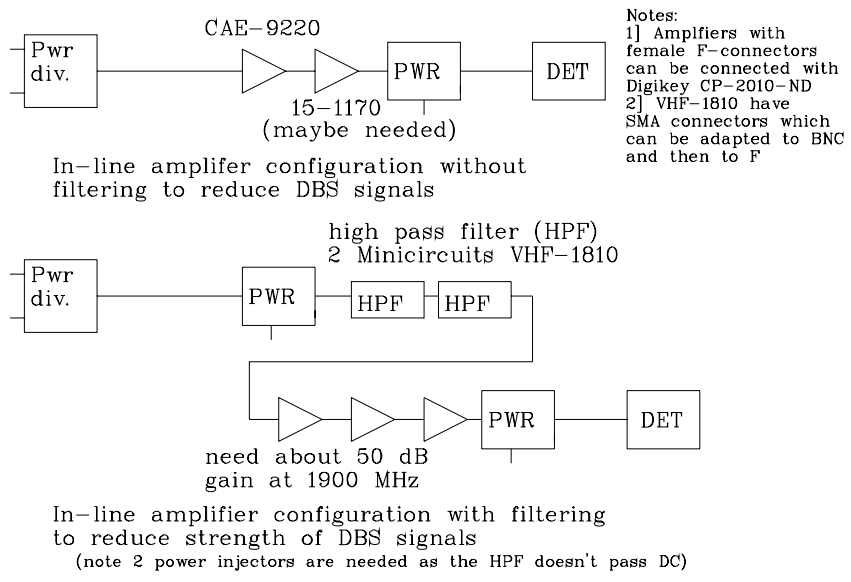 CAE-9220
Pwr
div.
PWR
DET
15-1170
(maybe needed)
In-line amplifer configuration without
filtering to reduce DBS signals
Notes:
1] Amplfiers with
female F-connectors
can be connected with
Digikey CP-2010-ND
2] VHF-1810 have
SMA connectors which
can be adapted to BNC
and then to F
high pass filter (HPF)
2 Minicircuits VHF-1810
Pwr
div.
PWR
HPF
HPF
PWR
DET
need about 50 dB
gain at 1900 MHz
In-line amplifier configuration with filtering
to reduce strength of DBS signals
(note 2 power injectors are needed as the HPF doesn't pass DC)